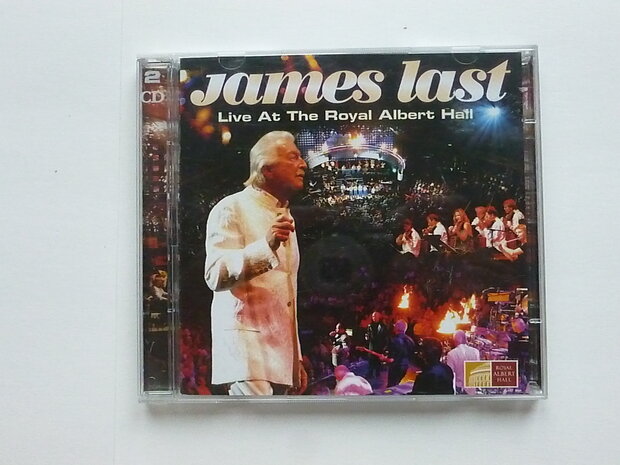 2
CD
James last
Live At The Royal Albert Hall
ROYAL
ALBERT
HALL